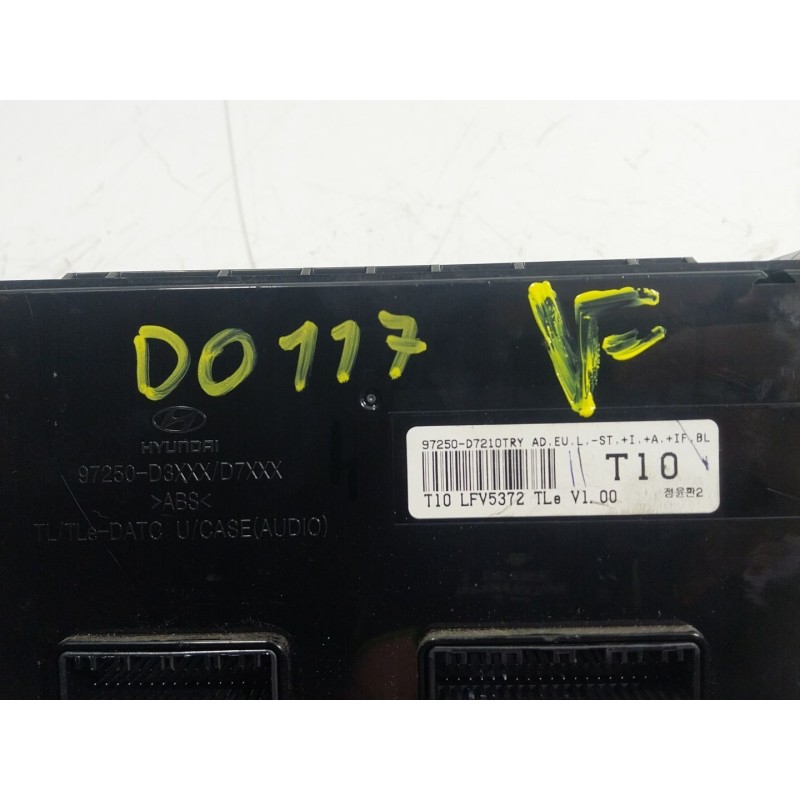 D0117 VF
HYUNDAI
97250-D3XXX/D7XXX
>ABS<
TL/TLe-DATC U/CASE(AUDIO)
97250-D7210TRY AD.EU.L.-ST.+I.+A.+IF.BL
T10
T10 LFV5372 TLe V1.00
정윤환2